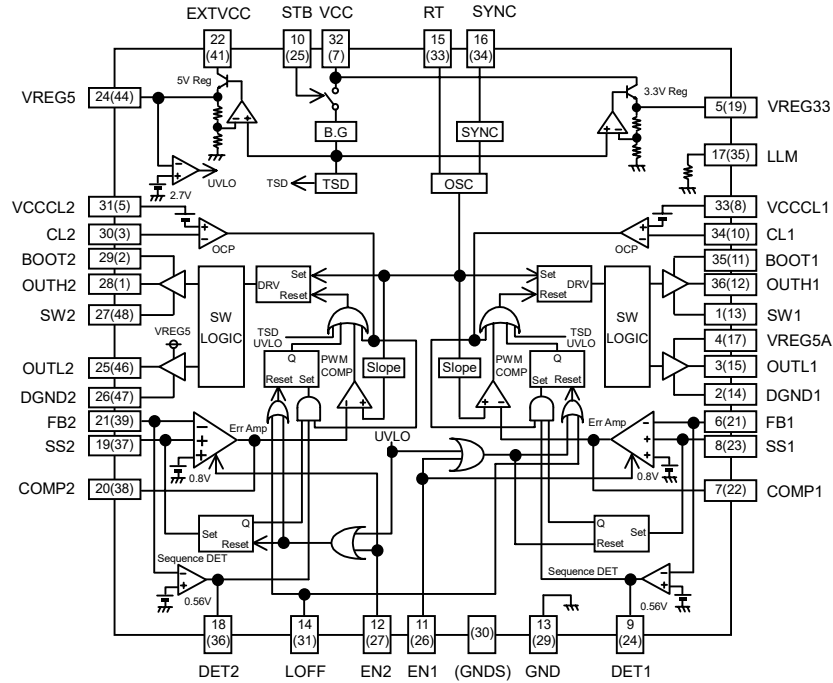 EXTVCC STB VCC RT SYNC
22
(41)
10
(25)
32
(7)
15
(33)
16
(34)
5V Reg
3.3V Reg
VREG5 24(44)
5(19) VREG33
B.G
SYNC
17(35) LLM
TSD
TSD
OSC
UVLO
2.7V
VCCCL2 31(5)
33(8) VCCCL1
CL2 30(3)
OCP
OCP
34(10) CL1
BOOT2 29(2)
35(11) BOOT1
OUTH2 28(1)
36(12) OUTH1
SW2 27(48)
1(13) SW1
Set
DRV
Reset
Set
DRV
Reset
SW
LOGIC
SW
LOGIC
VREG5
4(17) VREG5A
TSD
UVLO
TSD
UVLO
OUTL2 25(46)
3(15) OUTL1
DGND2 26(47)
2(14) DGND1
Q
Reset Set
PWM
COMP
Slope
Slope
PWM
COMP
Q
Set Reset
FB2 21(39)
6(21) FB1
SS2 19(37)
8(23) SS1
Err Amp
Err Amp
UVLO
0.8V
0.8V
COMP2 20(38)
7(22) COMP1
Q
Set
Reset
Q
Set
Reset
Sequence DET
Sequence DET
0.56V
0.56V
18
(36)
14
(31)
12
(27)
11
(26)
(30)
13
(29)
9
(24)
DET2 LOFF EN2 EN1 (GNDS) GND DET1